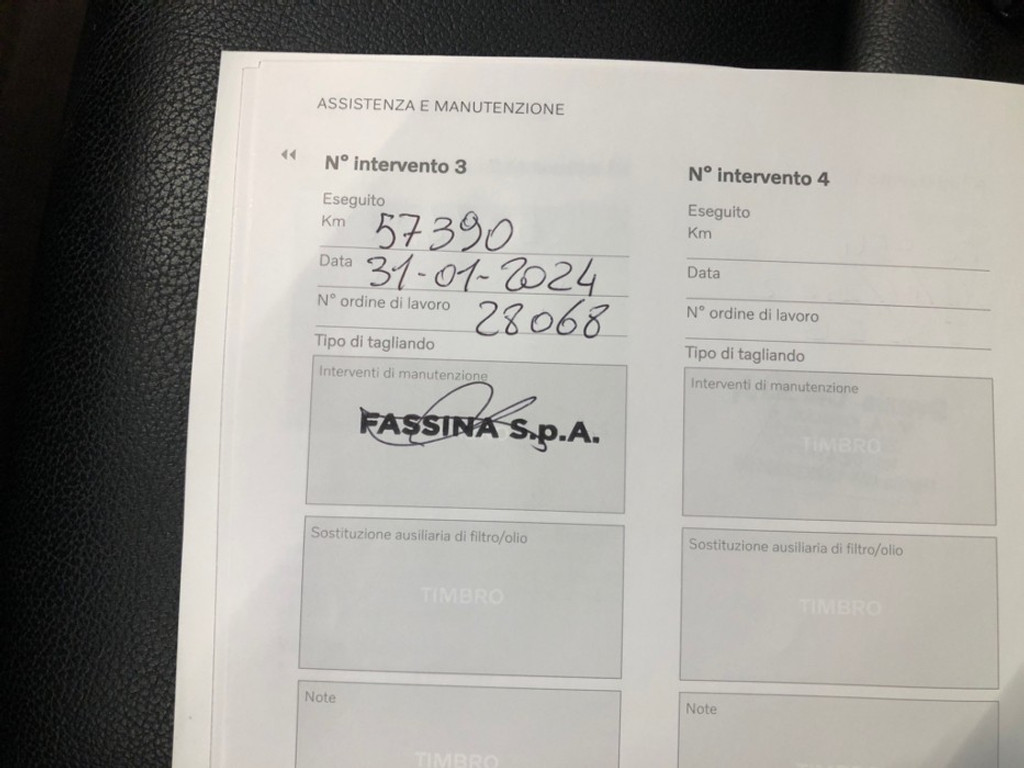 ASSISTENZA E MANUTENZIONE
N° intervento 3
Eseguito
Km 57390
Data 31-01-2024
N° ordine di lavoro 28068
Tipo di tagliando
Interventi di manutenzione
FASSINA S.p.A.
Sostituzione ausiliaria di filtro/olio
TIMBRO
Note
TIMBRO
N° intervento 4
Eseguito
Km
Data
N° ordine di lavoro
Tipo di tagliando
Interventi di manutenzione
TIMBRO
Sostituzione ausiliaria di filtro/olio
TIMBRO
Note
TIMBRO